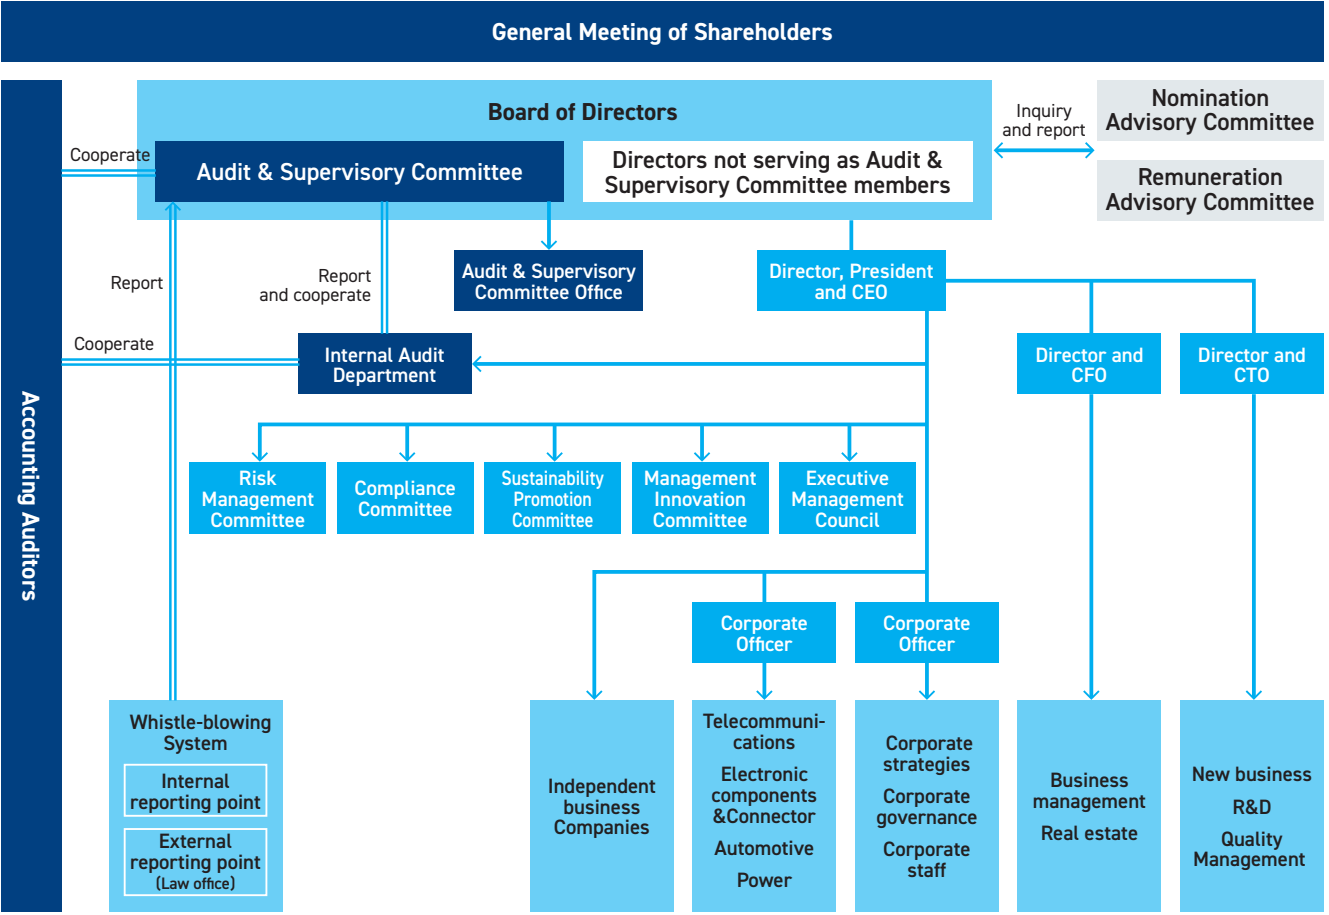 General Meeting of Shareholders
Accounting Auditors
Board of Directors
Audit & Supervisory Committee
Directors not serving as Audit &
Supervisory Committee members
Inquiry
and report
Nomination
Advisory Committee
Remuneration
Advisory Committee
Cooperate
Report
Report
and cooperate
Audit & Supervisory
Committee Office
Director, President
and CEO
Cooperate
Internal Audit
Department
Director and
CFO
Director and
CTO
Risk
Management
Committee
Compliance
Committee
Sustainability
Promotion
Committee
Management
Innovation
Committee
Executive
Management
Council
Corporate
Officer
Corporate
Officer
Whistle-blowing
System
Internal
reporting point
External
reporting point
(Law office)
Independent
business
Companies
Telecommuni-
cations
Electronic
components
&Connector
Automotive
Power
Corporate
strategies
Corporate
governance
Corporate
staff
Business
management
Real estate
New business
R&D
Quality
Management